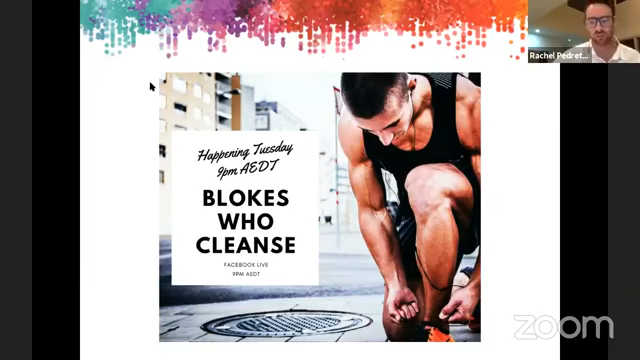 Rachel Pedret...
Happening Tuesday
9pm AEDT
BLOKES
WHO
CLEANSE
FACEBOOK LIVE
9PM AEDT
zoom